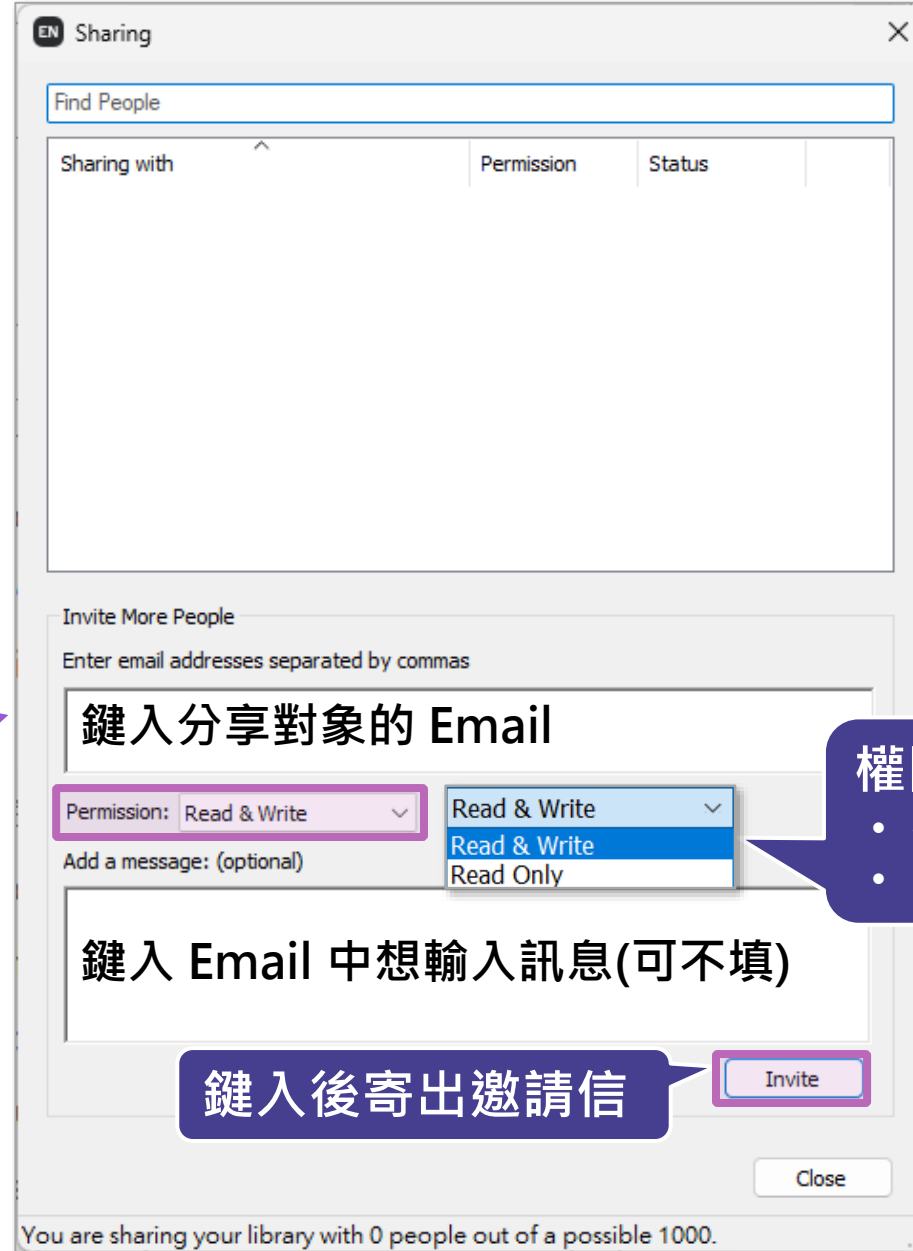 EN Sharing
Find People
Sharing with Permission Status
Invite More People
Enter email addresses separated by commas
鍵入分享對象的 Email
權
Permission: Read & Write
Read & Write
Read & Write
Read Only
•
•
Add a message: (optional)
鍵入 Email 中想輸入訊息(可不填)
鍵入後寄出邀請信
Invite
Close
You are sharing your library with 0 people out of a possible 1000.